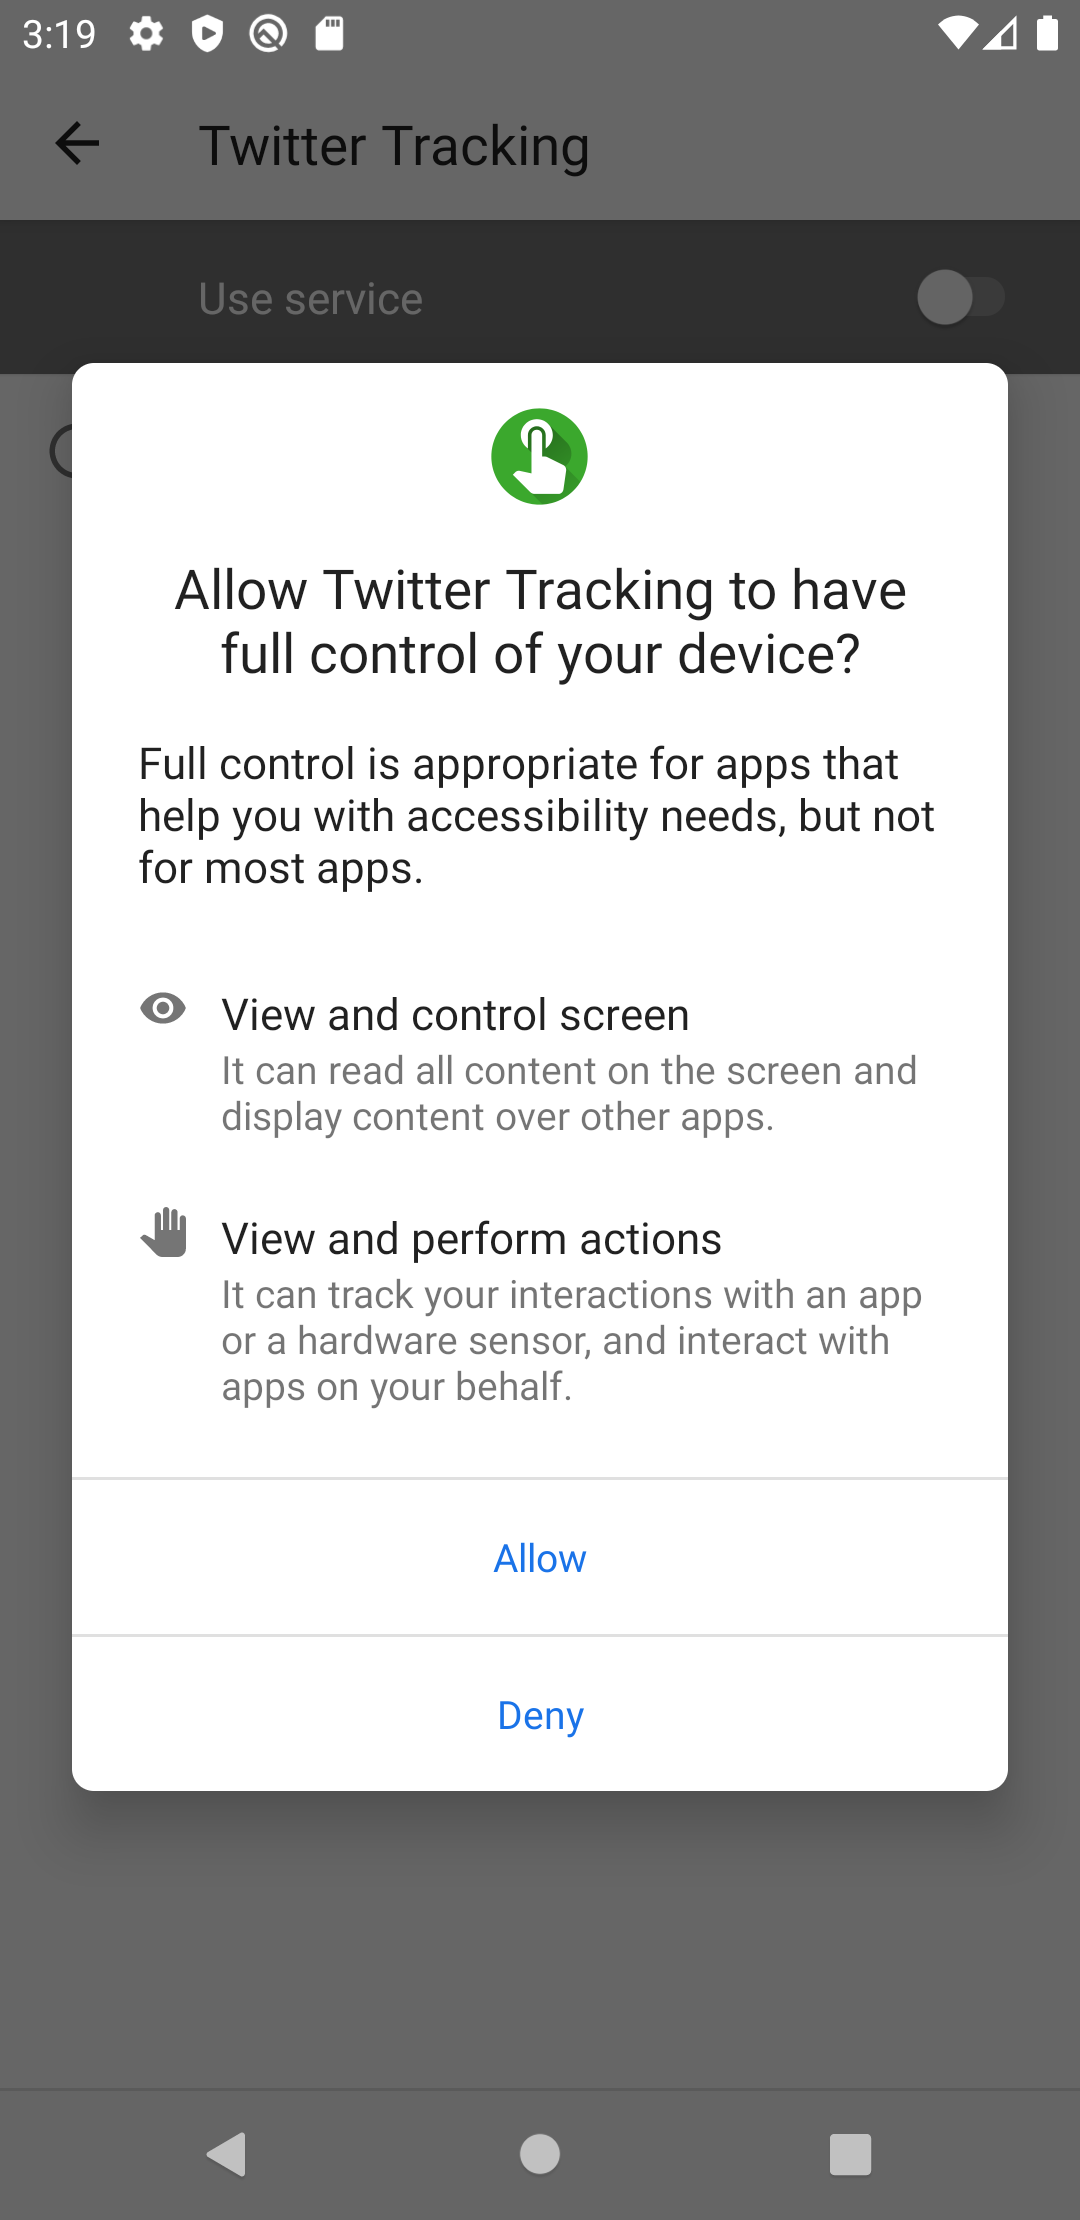 3:19
Twitter Tracking
Use service
Allow Twitter Tracking to have
full control of your device?
Full control is appropriate for apps that
help you with accessibility needs, but not
for most apps.
View and control screen
It can read all content on the screen and
display content over other apps.
View and perform actions
It can track your interactions with an app
or a hardware sensor, and interact with
apps on your behalf.
Allow
Deny